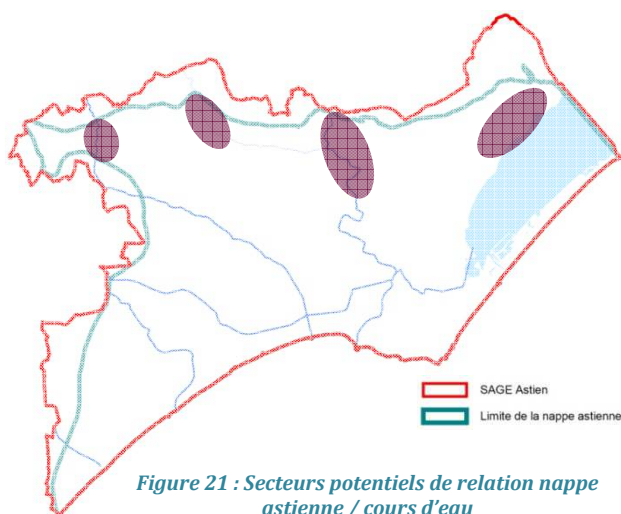 SAGE Astien
Limite de la nappe astienne
Figure 21 : Secteurs potentiels de relation nappe
astienne / cours d'eau